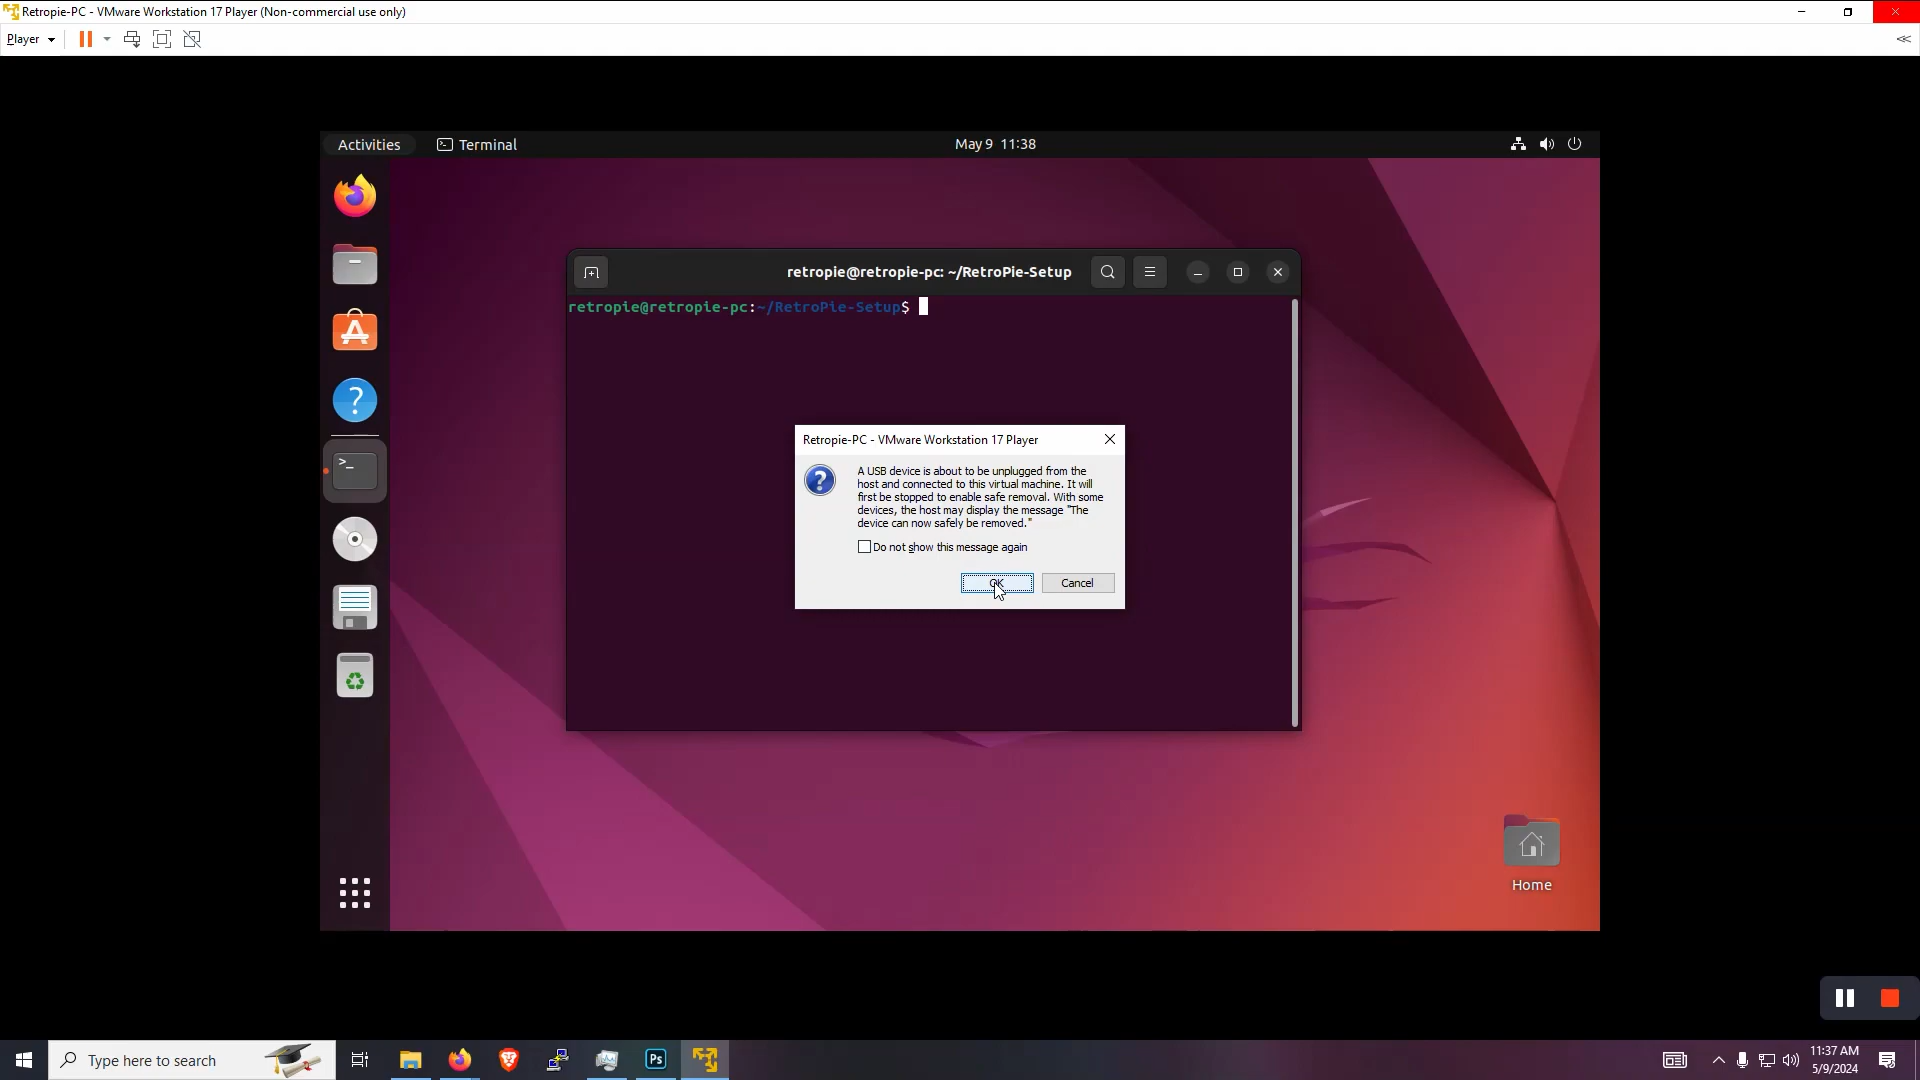 Retropie-PC - VMware Workstation 17 Player (Non-commercial use only)
Player
Activities
Terminal
May 9 11:38
retropie@retropie-pc: ~/RetroPie-Setup
retropie@retropie-pc:~/RetroPie-Setup$
Retropie-PC - VMware Workstation 17 Player
A USB device is about to be unplugged from the
host and connected to this virtual machine. It will
first be stopped to enable safe removal. With some
devices, the host may display the message "The
device can now safely be removed."
Do not show this message again
OK
Cancel
Home
Type here to search
Ps
11:37 AM
5/9/2024